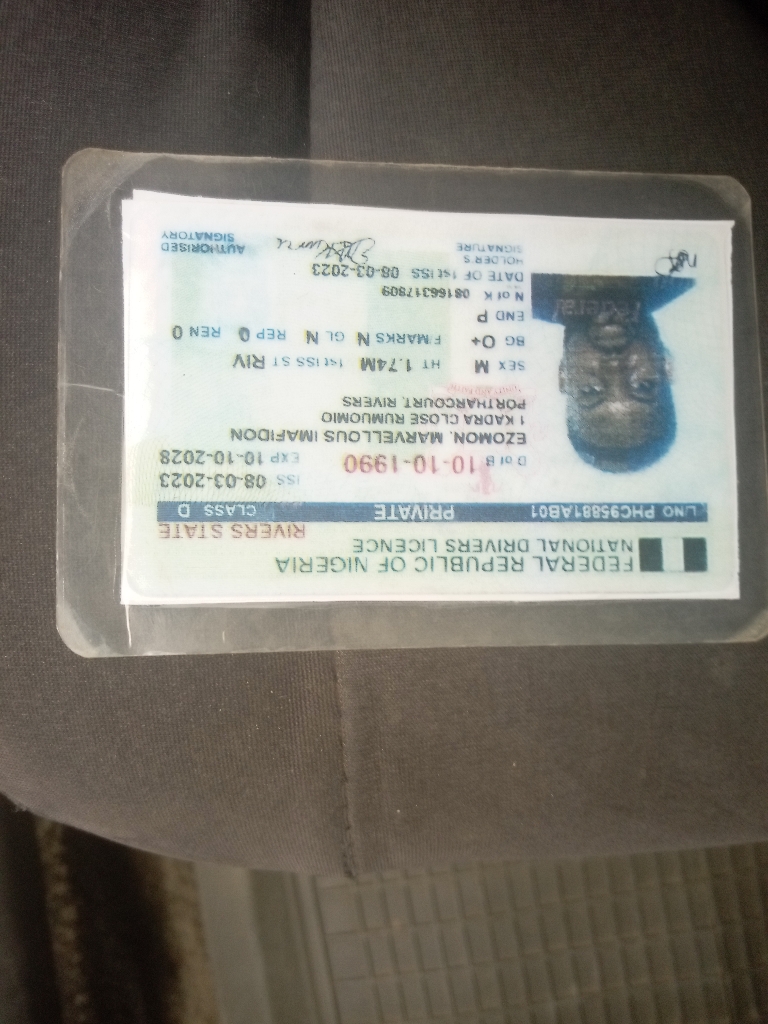 FEDERAL REPUBLIC OF NIGERIA
NATIONAL DRIVERS LICENCE
RIVERS STATE
L/NO PHC95881AB01 PRIVATE CLASS D
ISS 08-03-2023
D of B 10-10-1990 EXP 10-10-2028
EZOMON, MARVELLOUS IMAFIDON
1 KADRA CLOSE RUMUOMIO
PORTHARCOURT, RIVERS
SEX M HT 1.74M 1st ISS ST RIV
BG O+ F.MARKS N GL N REP 0 REN 0
END P
N of K 08166317809
DATE OF 1st ISS 08-03-2023
HOLDER'S SIGNATURE
AUTHORISED SIGNATORY